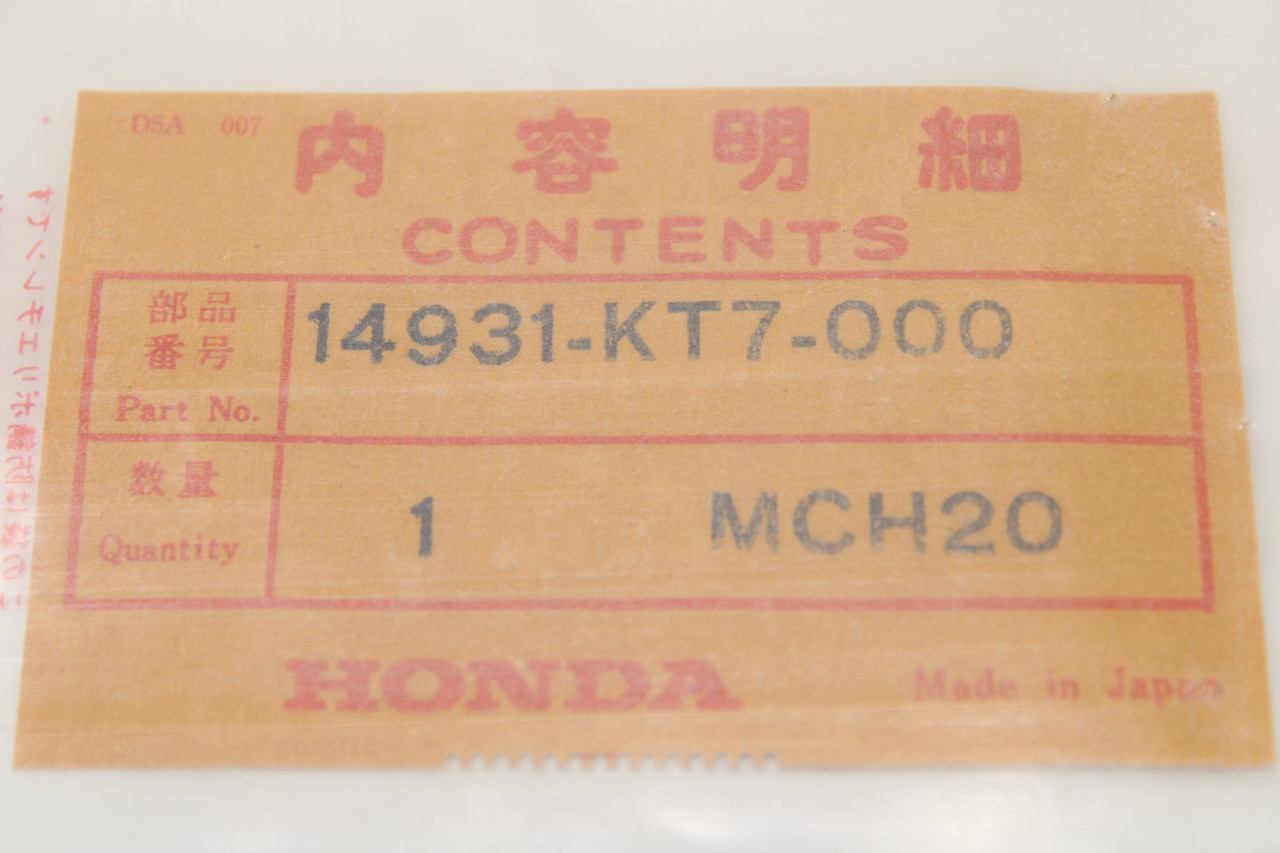 D5A 007
内容明細
CONTENTS
部品
番号
Part No.
14931-KT7-000
数量
Quantity
1 MCH20
HONDA
Made in Japan